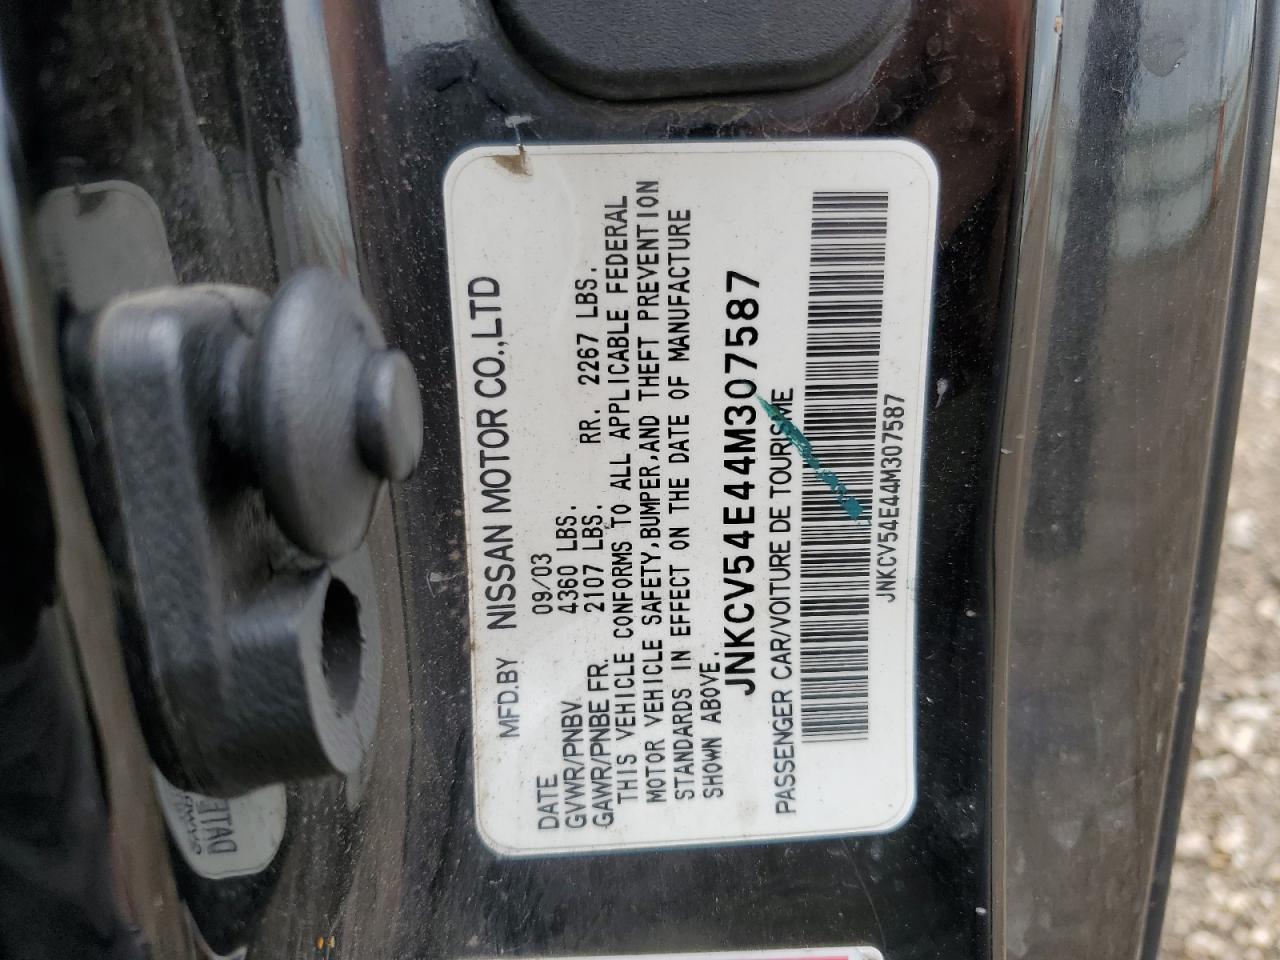 MFD.BY NISSAN MOTOR CO.,LTD
DATE 09/03
GVWR/PNBV 4360 LBS.
GAWR/PNBE FR. 2107 LBS. RR. 2267 LBS.
THIS VEHICLE CONFORMS TO ALL APPLICABLE FEDERAL
MOTOR VEHICLE SAFETY,BUMPER,AND THEFT PREVENTION
STANDARDS IN EFFECT ON THE DATE OF MANUFACTURE
SHOWN ABOVE.
JNKCV54E44M307587
PASSENGER CAR/VOITURE DE TOURISME
JNKCV54E44M307587